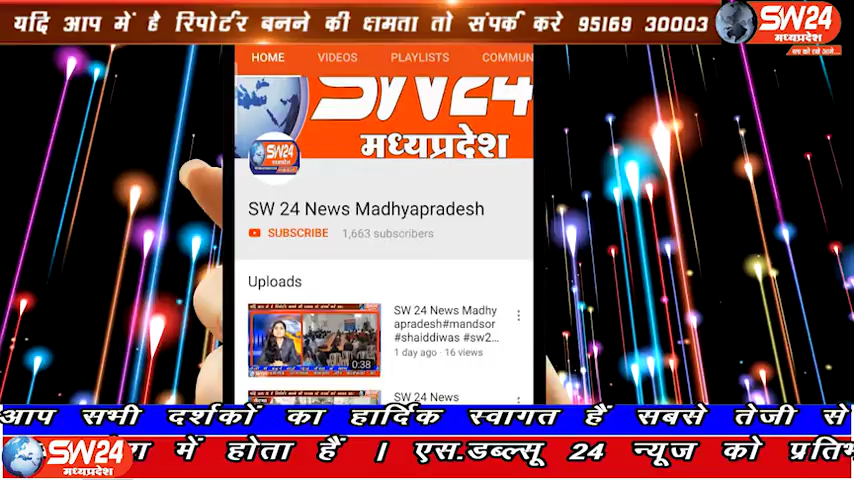 यदि आप में है रिपोर्टर बनने की क्षमता तो संपर्क करे 95169 30003
SW24
मध्यप्रदेश
HOME VIDEOS PLAYLISTS COMMUN
SW24
मध्यप्रदेश
SW24
SW 24 News Madhyapradesh
SUBSCRIBE 1,663 subscribers
Uploads
SW 24 News Madhy
apradesh#mandsor
#shaiddiwas #sw2...
1 day ago · 16 views
0:38
SW 24 News
आप सभी दर्शकों का हार्दिक स्वागत हैं सबसे तेजी से
में होता हैं । एस.डब्ल्सू 24 न्यूज को प्रतिम
SW24
मध्यप्रदेश